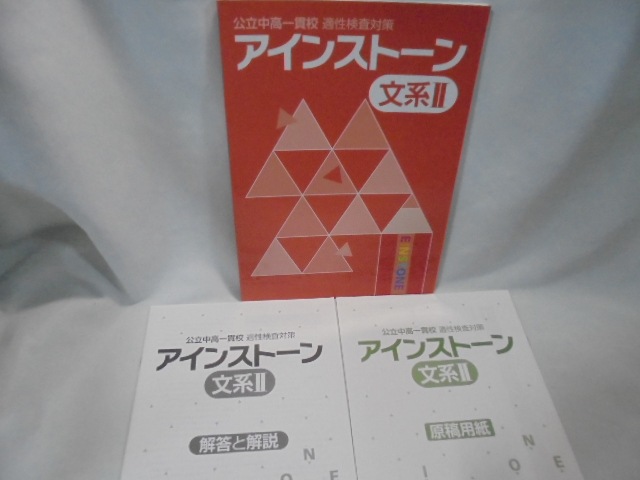 公立中高一貫校 適性検査対策
アインストーン
文系Ⅱ
EINS ONE
公立中高一貫校 適性検査対策
アインストーン
文系Ⅱ
解答と解説
ONE
公立中高一貫校 適性検査対策
アインストーン
文系Ⅱ
原稿用紙
I ONE